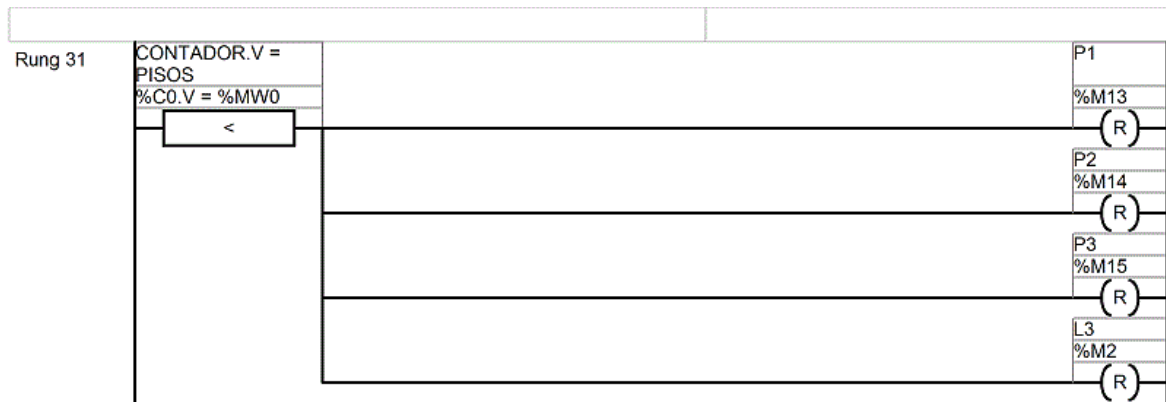 Rung 31
CONTADOR.V =
PISOS
%C0.V = %MW0
<
P1
%M13
R
P2
%M14
R
P3
%M15
R
L3
%M2
R